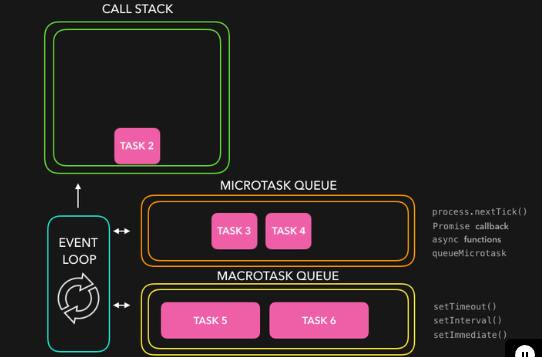 CALL STACK
TASK 2
MICROTASK QUEUE
TASK 3 TASK 4
process.nextTick()
Promise callback
async functions
queueMicrotask
EVENT
LOOP
MACROTASK QUEUE
TASK 5 TASK 6
setTimeout()
setInterval()
setImmediate()